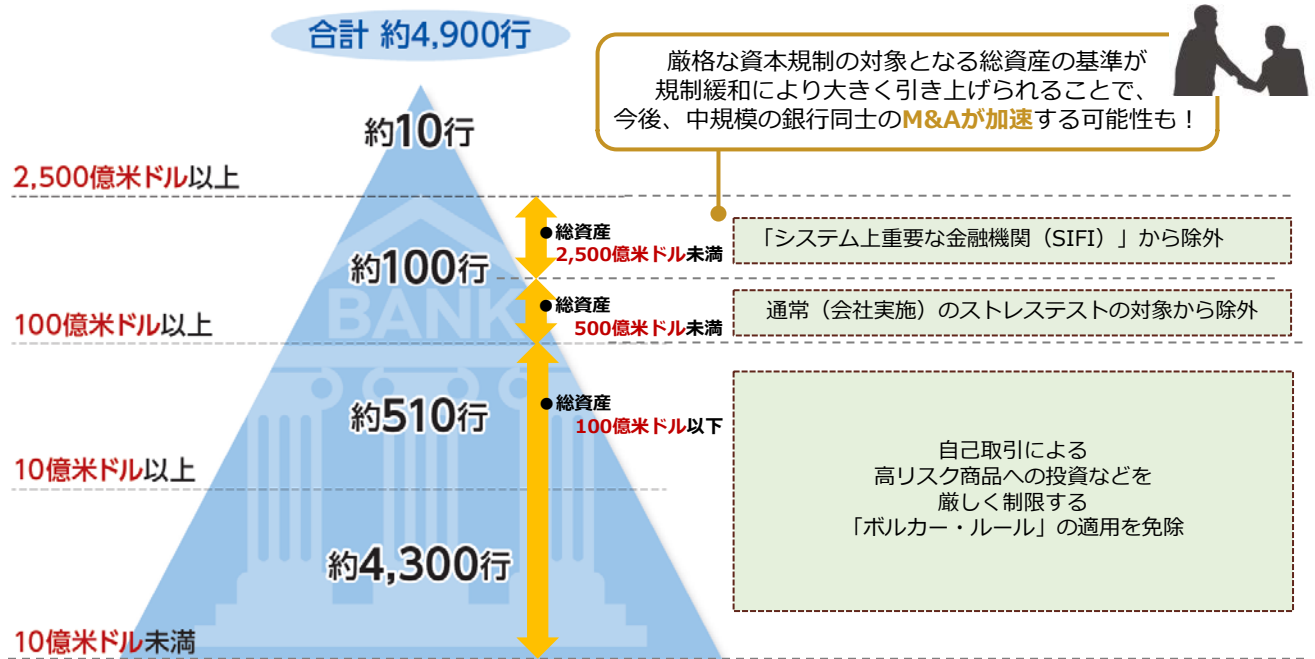 合計 約4,900行
厳格な資本規制の対象となる総資産の基準が
規制緩和により大きく引き上げられることで、
今後、中規模の銀行同士のM&Aが加速する可能性も！
約10行
2,500億米ドル以上
●総資産
2,500億米ドル未満
「システム上重要な金融機関（SIFI）」から除外
約100行
BANK
●総資産
500億米ドル未満
通常（会社実施）のストレステストの対象から除外
100億米ドル以上
約510行
●総資産
100億米ドル以下
自己取引による
高リスク商品への投資などを
厳しく制限する
「ボルカー・ルール」の適用を免除
10億米ドル以上
約4,300行
10億米ドル未満